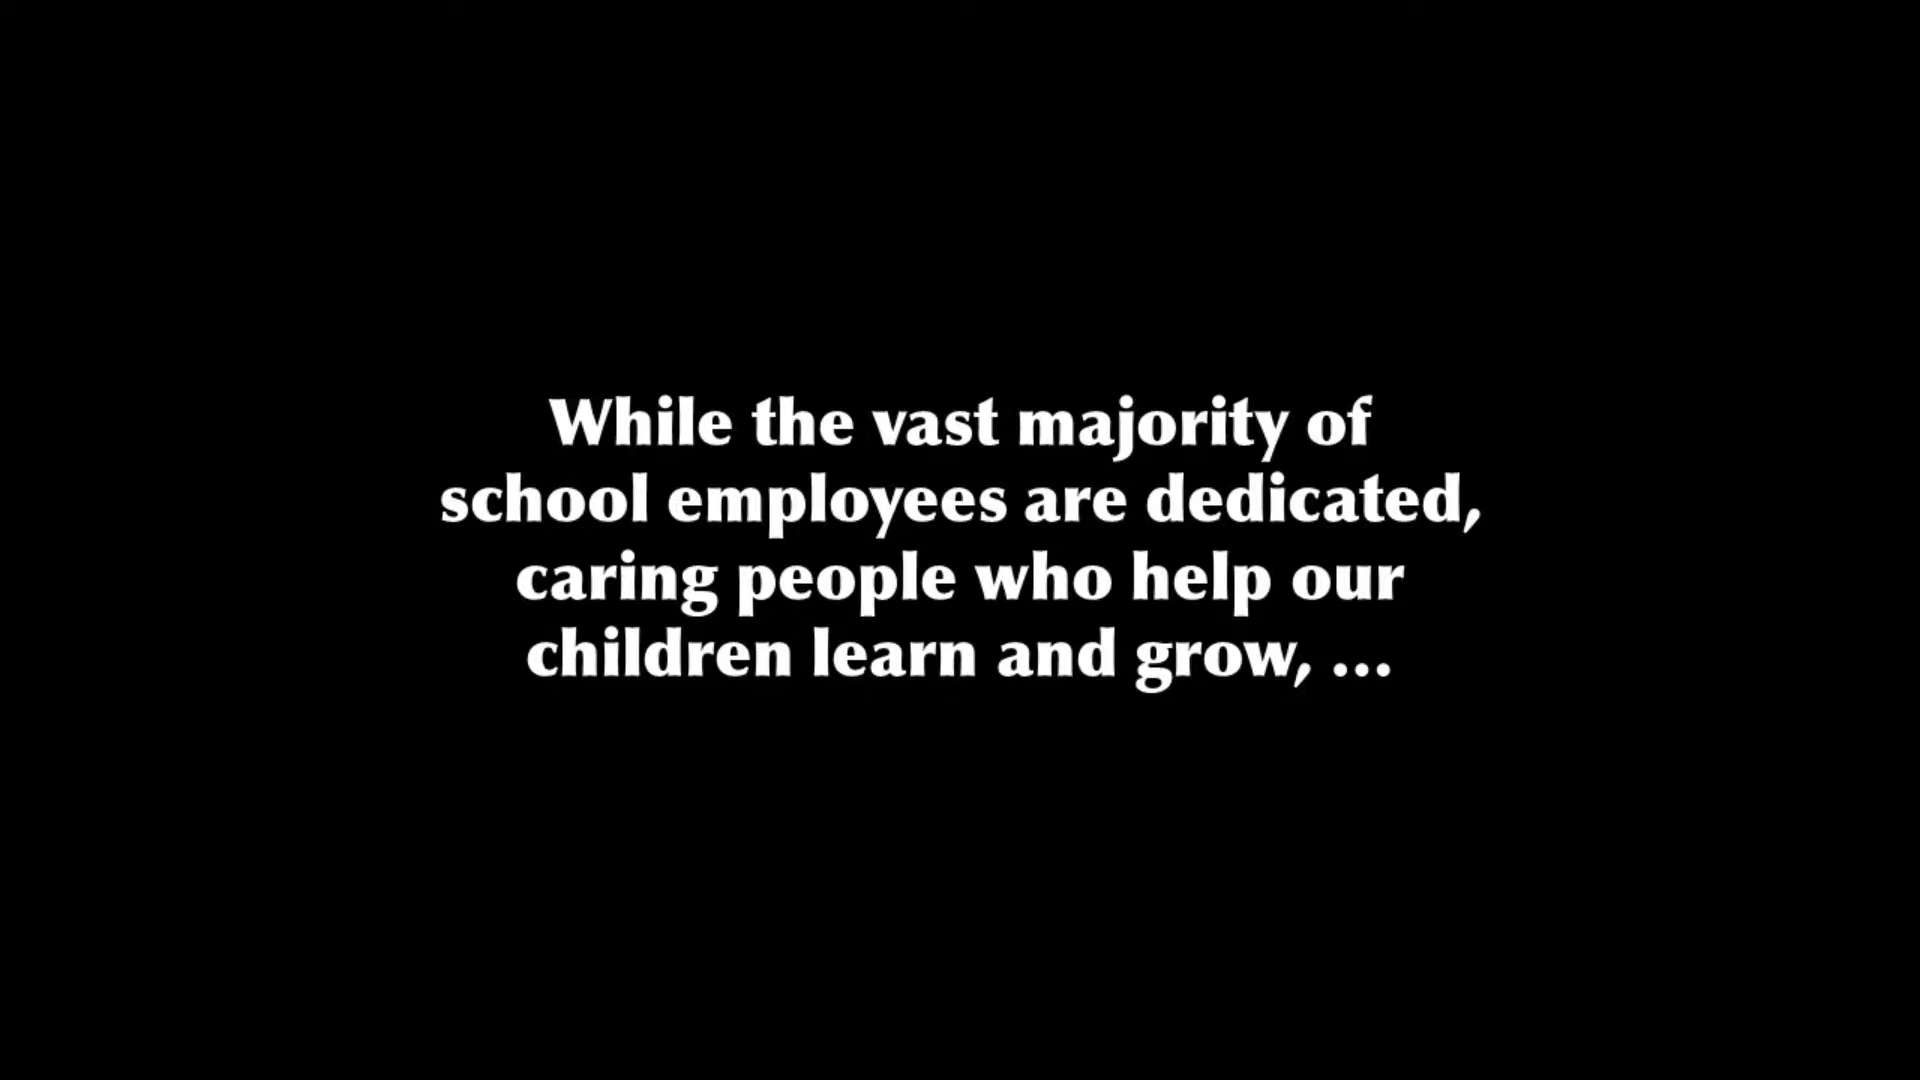 While the vast majority of
school employees are dedicated,
caring people who help our
children learn and grow, ...